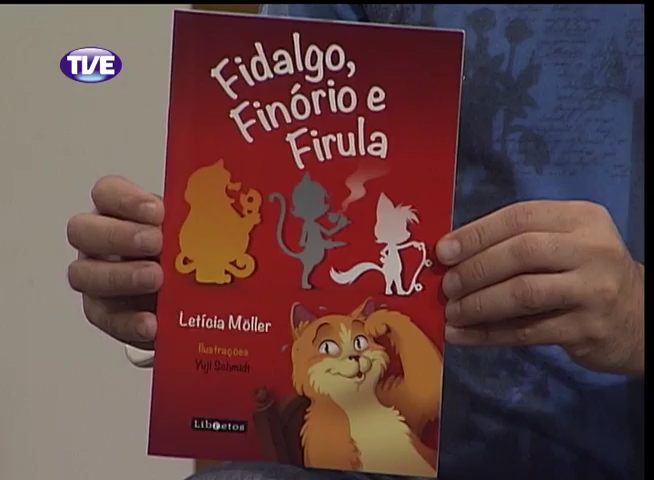 TVE
Fidalgo,
Finório e
Firula
Letícia Möller
Ilustrações
Yuji Schmidt
Libretos